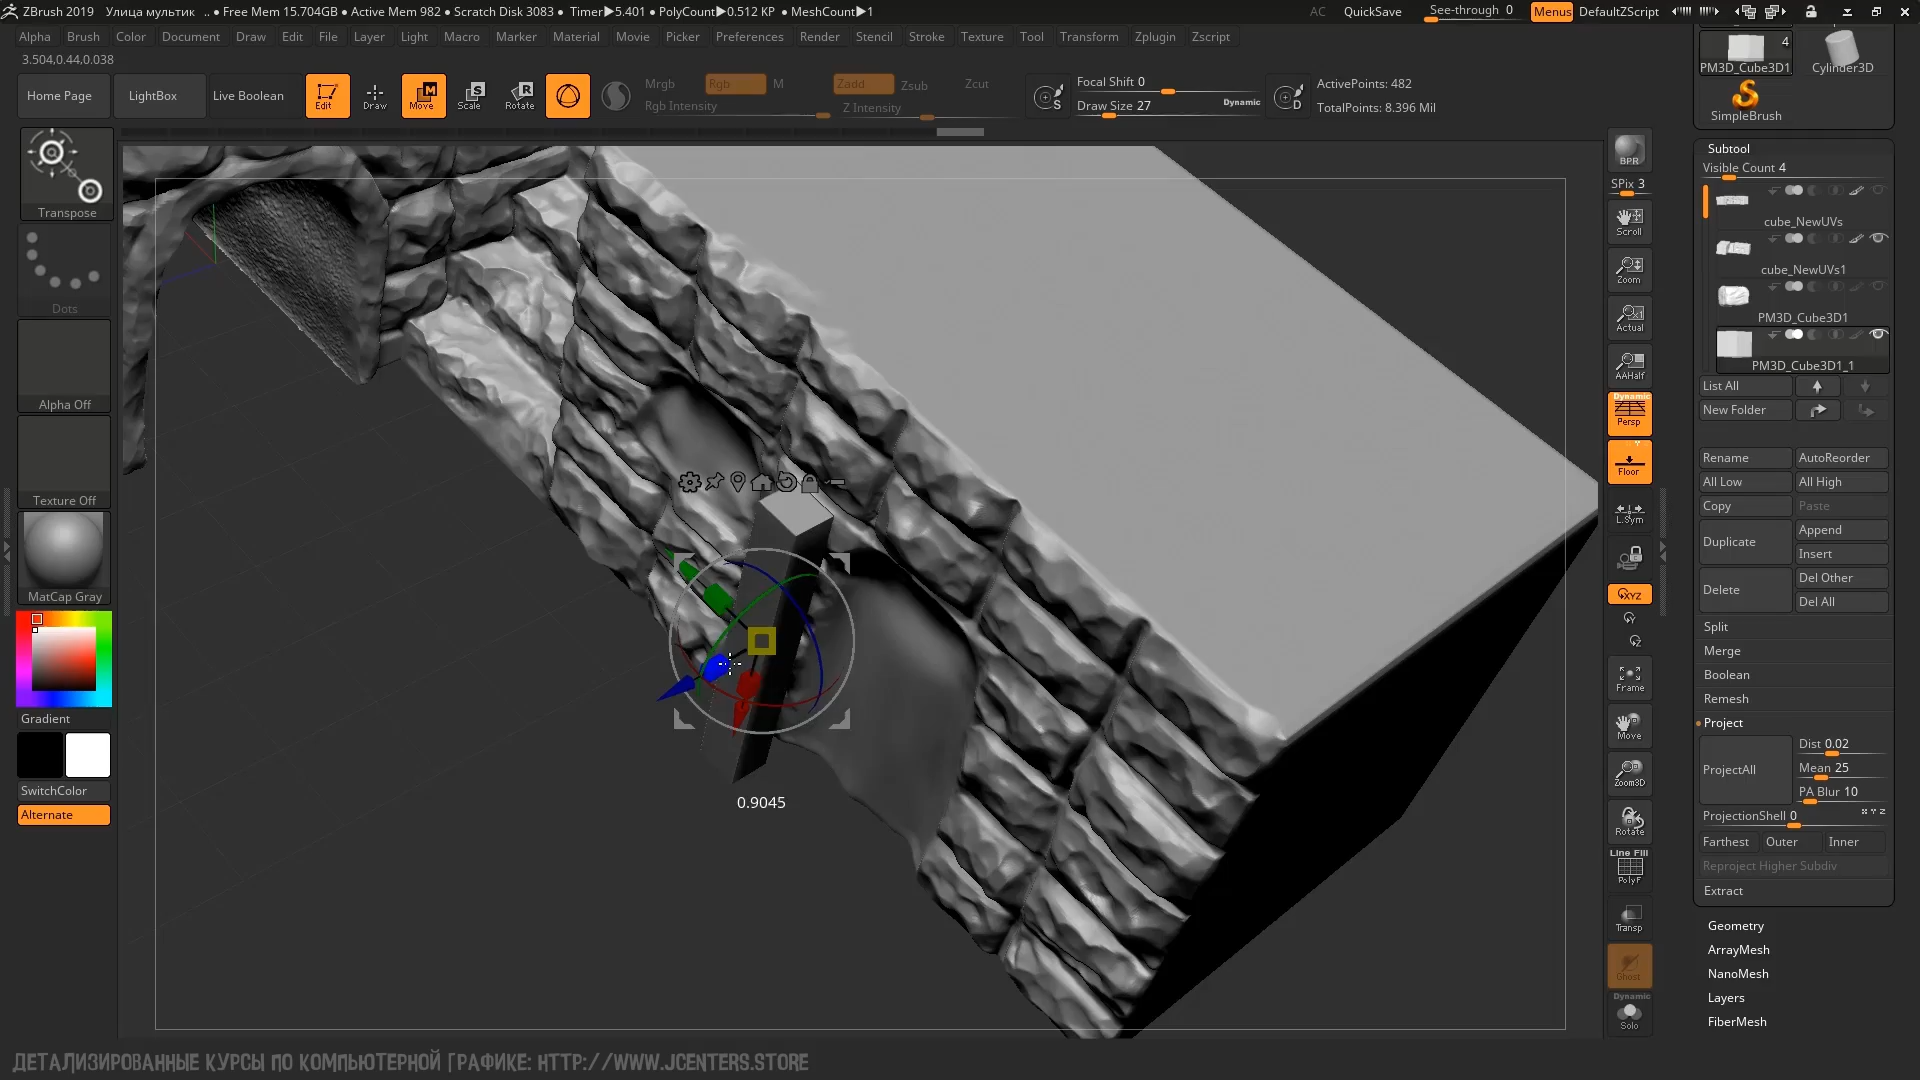 ZBrush 2019 Улица мультик .. • Free Mem 15.704GB • Active Mem 982 • Scratch Disk 3083 • Timer▶5.401 • PolyCount▶0.512 KP • MeshCount▶1
AC QuickSave See-through 0 Menus DefaultZScript
Alpha Brush Color Document Draw Edit File Layer Light Macro Marker Material Movie Picker Preferences Render Stencil Stroke Texture Tool Transform Zplugin Zscript
3.504,0.44,0.038
Home Page LightBox Live Boolean Edit Draw Move Scale Rotate
Mrgb Rgb M Zadd Zsub Zcut
Rgb Intensity Z Intensity
Focal Shift 0
Draw Size 27 Dynamic
ActivePoints: 482
TotalPoints: 8.396 Mil
Transpose
Dots
Alpha Off
Texture Off
MatCap Gray
Gradient
SwitchColor
Alternate
0.9045
BPR
SPix 3
Scroll
Zoom
Actual
AAHalf
Dynamic
Persp
Floor
L.Sym
XYZ
Frame
Move
Zoom3D
Rotate
Line Fill
PolyF
Transp
Ghost
Dynamic
Solo
4
PM3D_Cube3D1 Cylinder3D
SimpleBrush
Subtool
Visible Count 4
cube_NewUVs
cube_NewUVs1
PM3D_Cube3D1
PM3D_Cube3D1_1
List All
New Folder
Rename AutoReorder
All Low All High
Copy Paste
Duplicate Append
Insert
Delete Del Other
Del All
Split
Merge
Boolean
Remesh
Project
ProjectAll Dist 0.02
Mean 25
PA Blur 10
ProjectionShell 0
Farthest Outer Inner
Reproject Higher Subdiv
Extract
Geometry
ArrayMesh
NanoMesh
Layers
FiberMesh
ДЕТАЛИЗИРОВАННЫЕ КУРСЫ ПО КОМПЬЮТЕРНОЙ ГРАФИКЕ: HTTP://WWW.JCENTERS.STORE